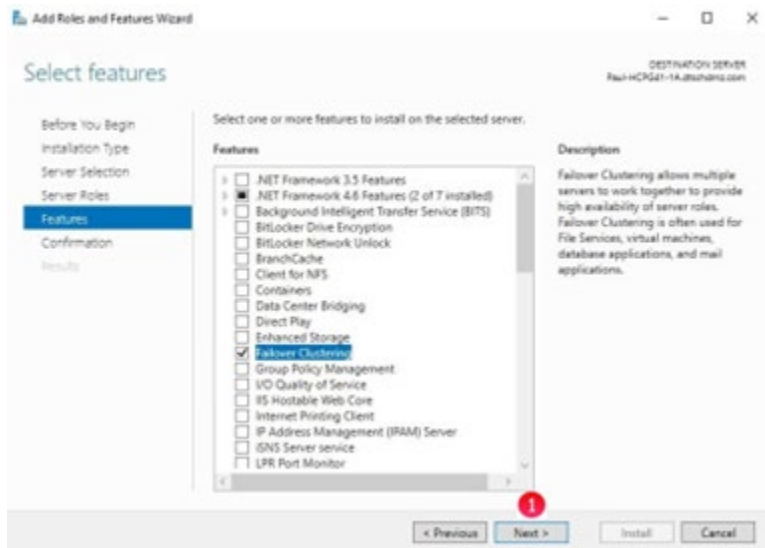 Add Roles and Features Wizard
Select features
DESTINATION SERVER
Before You Begin
Installation Type
Server Selection
Server Roles
Features
Confirmation
Results
Select one or more features to install on the selected server.
Features
.NET Framework 3.5 Features
.NET Framework 4.6 Features (2 of 7 installed)
Background Intelligent Transfer Service (BITS)
BitLocker Drive Encryption
BitLocker Network Unlock
BranchCache
Client for NFS
Containers
Data Center Bridging
Direct Play
Enhanced Storage
Failover Clustering
Group Policy Management
I/O Quality of Service
IIS Hostable Web Core
Internet Printing Client
IP Address Management (IPAM) Server
iSNS Server service
LPR Port Monitor
Description
Failover Clustering allows multiple
servers to work together to provide
high availability of server roles.
Failover Clustering is often used for
File Services, virtual machines,
database applications, and mail
applications.
1
< Previous
Next >
Install
Cancel